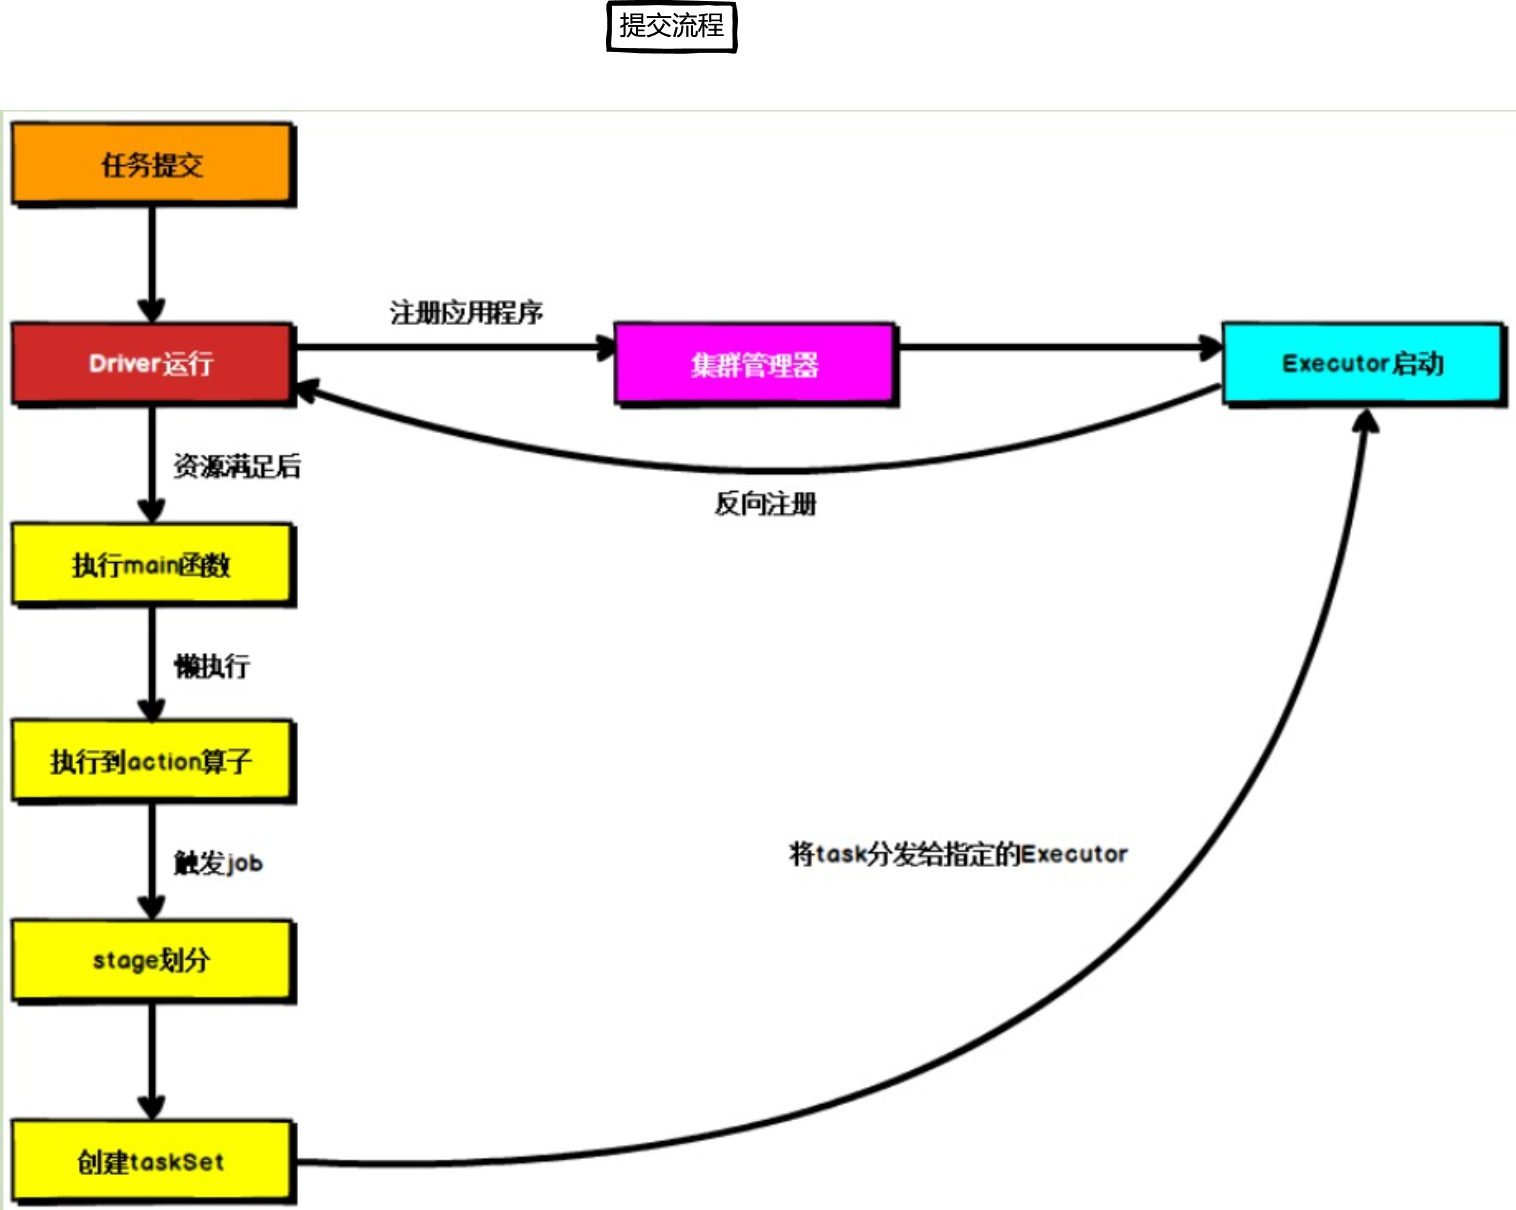 提交流程
任务提交
注册应用程序
Driver运行
集群管理器
Executor启动
资源满足后
反向注册
执行main函数
懒执行
执行到action算子
将task分发给指定的Executor
触发job
stage划分
创建taskSet